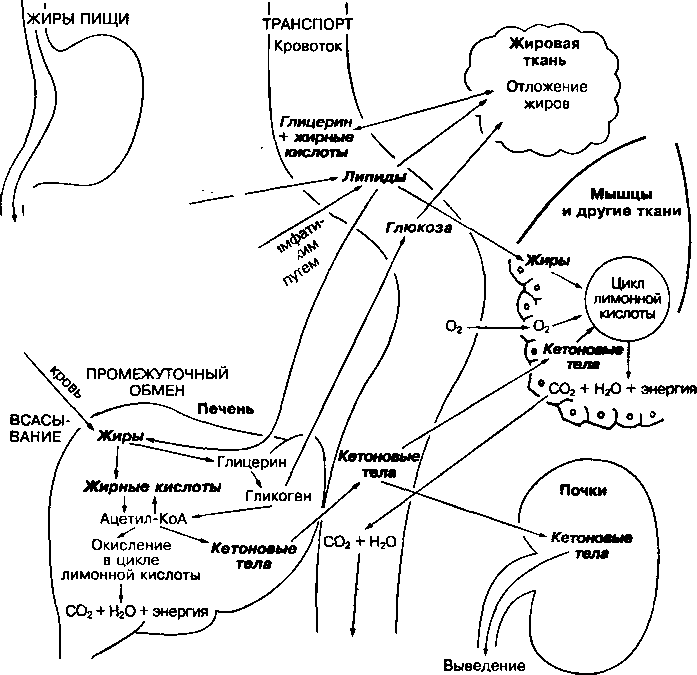 ЖИРЫ ПИЩИ
ТРАНСПОРТ
Кровоток
Жировая
ткань
Отложение
жиров
Глицерин
+ жирные
кислоты
Липиды
Мышцы
и другие ткани
Глюкоза
мфати-
ким
путем
Жиры
Цикл
лимонной
кислоты
O₂
O₂
Кетоновые
тела
CO₂ + H₂O + энергия
кровь
ПРОМЕЖУТОЧНЫЙ
ОБМЕН
ВСАСЫ-
ВАНИЕ
Печень
Жиры
Глицерин
Жирные кислоты
Гликоген
Ацетил-КоА
Окисление
в цикле
лимонной кислоты
Кетоновые
тела
CO₂ + H₂O + энергия
Кетоновые
тела
CO₂ + H₂O
Почки
Кетоновые
тела
Выведение